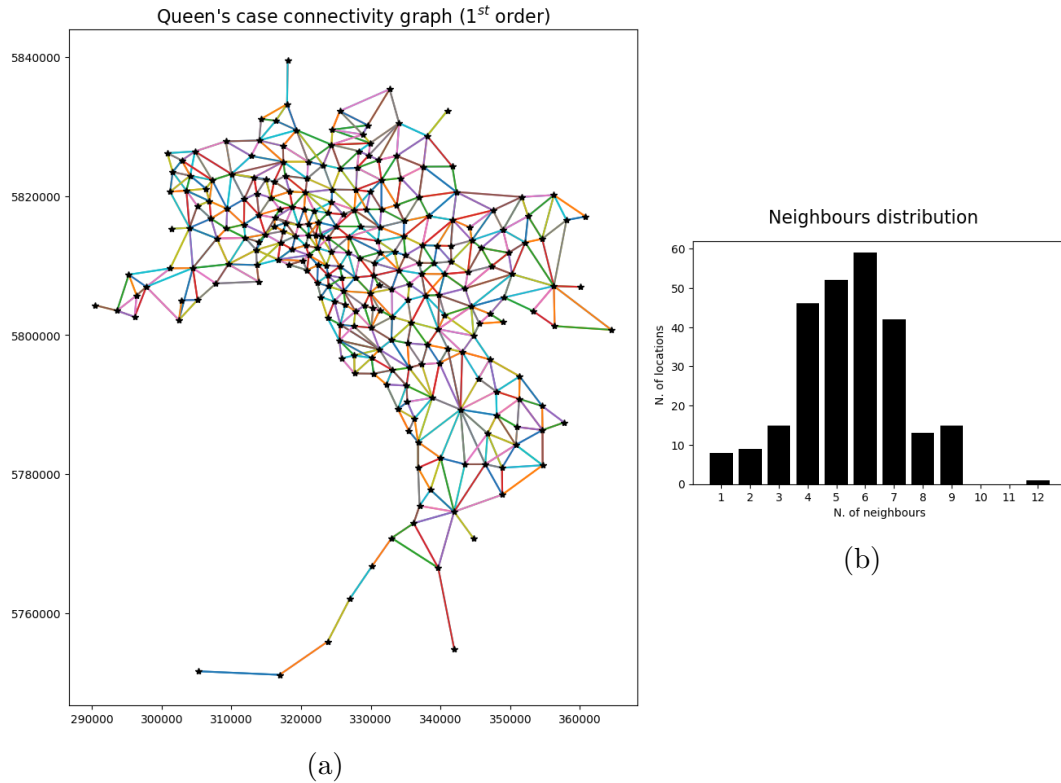 Queen's case connectivity graph (1st order)
5840000
5820000
5800000
5780000
5760000
290000 300000 310000 320000 330000 340000 350000 360000
(a)
Neighbours distribution
60
50
40
30
20
10
0
N. of locations
1 2 3 4 5 6 7 8 9 10 11 12
N. of neighbours
(b)